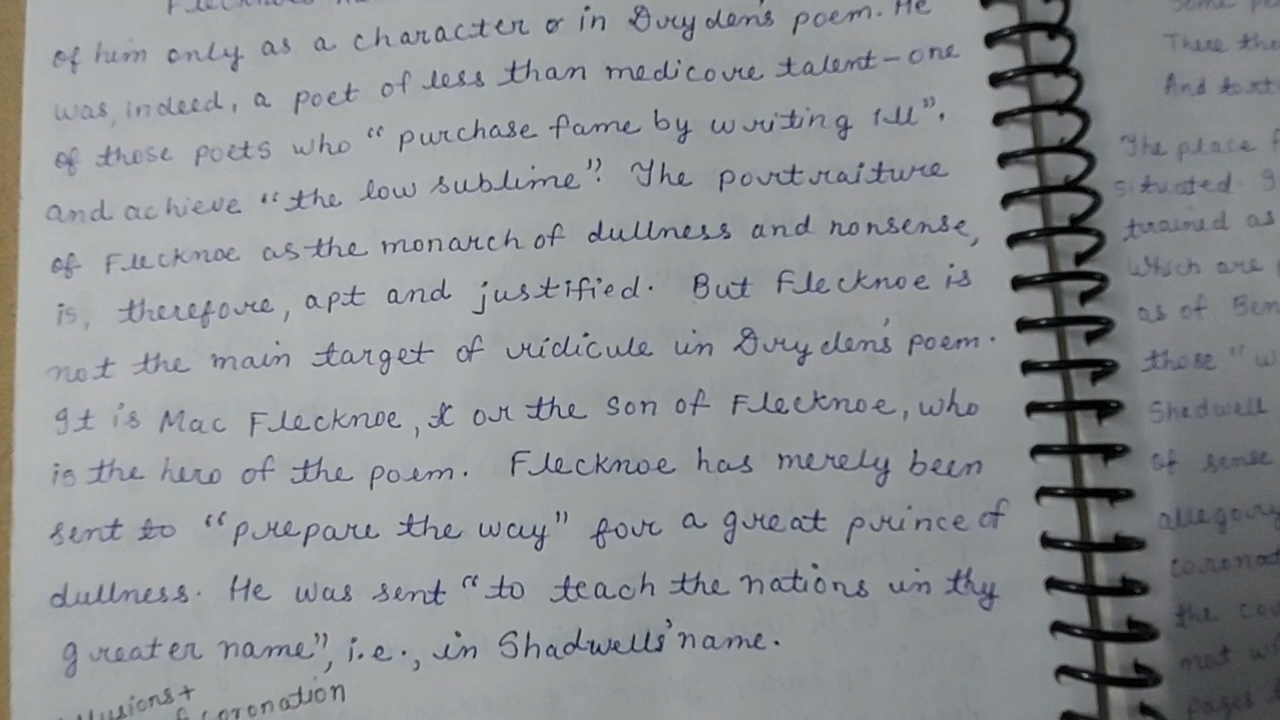 of him only as a character or in Dryden's poem. He
was, indeed, a poet of less than medicore talent - one
of those poets who "purchase fame by writing ill".
and achieve "the low sublime". The portraiture
of Flecknoe as the monarch of dullness and nonsense,
is, therefore, apt and justified. But Flecknoe is
not the main target of ridicule in Dryden's poem.
It is Mac Flecknoe, or the son of Flecknoe, who
is the hero of the poem. Flecknoe has merely been
sent to "prepare the way" for a great prince of
dullness. He was sent "to teach the nations in thy
greater name", i.e., in Shadwells' name.
coronation
There
And
The place
situated.
trained as
Which are
as of Ben
those "
Shadwell
of sense
the
not
pages